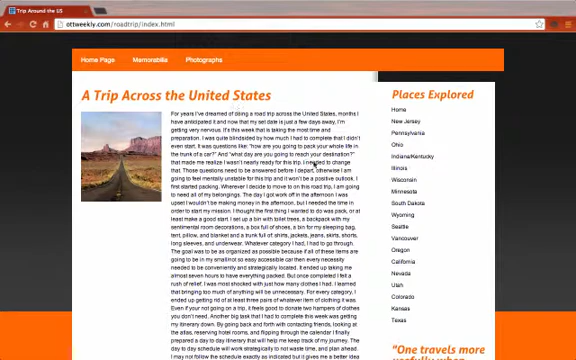 Trip Around the US
ottweekly.com/roadtrip/index.html
Home Page Memorabilia Photographs
A Trip Across the United States
For years I've dreamed of doing a road trip across the United States, months I
have anticipated it and now that my set date is just a few days away, I'm
getting very nervous. It's this week that is taking the most time and
preparation. I was quite blindsided by how much I had to complete that I didn't
even start. It was questions like: "how are you going to pack your whole life in
the trunk of a car?" And "what day are you going to reach your destination?"
that made me realize I wasn't nearly ready for this trip. I needed to change
that. Those questions need to be answered before I depart, otherwise I am
going to feel mentally unstable for this trip and it won't be a positive outlook. I
first started packing. Wherever I decide to move to on this road trip, I am going
to need all of my belongings. The day I got off work in the afternoon I was
upset I wouldn't be making money in the afternoon, but I needed the time in
order to start my mission. I thought the first thing I wanted to do was pack, or at
least make a good start. I set up a bin with toilet trees, a backpack with my
sentimental room decorations, a box full of shoes, a bin for my sleeping bag,
tent, pillow, and blanket and a trunk full of shirts, jackets, jeans, skirts, shorts,
long sleeves, and underwear. Whatever category I had, I had to go through.
The goal was to be as organized as possible because if all of these items are
going to be in my small not so easy accessible car then every necessity
needed to be conveniently and strategically located. It ended up taking me
almost seven hours to have everything packed. But once completed I felt a
rush of relief. I was most shocked with just how many clothes I had. I learned
that bringing too much of anything will be unnecessary. For every category, I
ended up getting rid of at least three pairs of whatever item of clothing it was.
Even if your not going on a trip, it feels good to donate two hampers of clothes
you don't need. Another big task that I had to complete this week was getting
my itinerary down. By going back and forth with contacting friends, looking at
the atlas, reserving hotel rooms, and flipping through the calendar I finally
prepared a day to day itinerary that will help me keep track of my journey. The
day to day schedule will work strategically not to waste time, and plan ahead.
I may not follow the schedule exactly as indicated but it gives me a better idea
Places Explored
Home
New Jersey
Pennsylvania
Ohio
Indiana/Kentucky
Illinois
Wisconsin
Minnesota
South Dakota
Wyoming
Seattle
Vancouver
Oregon
California
Nevada
Utah
Colorado
Kansas
Texas
"One travels more
usefully when